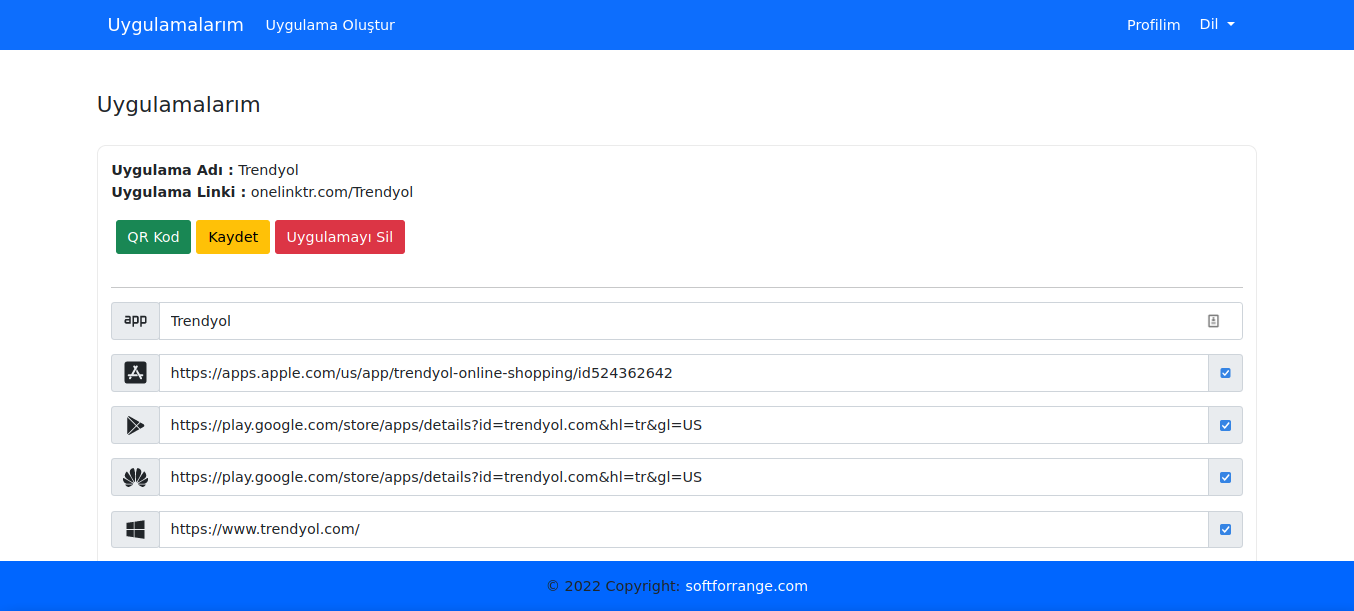 Uygulamalarım Uygulama Oluştur Profilim Dil
Uygulamalarım
Uygulama Adı : Trendyol
Uygulama Linki : onelinktr.com/Trendyol
QR Kod Kaydet Uygulamayı Sil
app Trendyol
https://apps.apple.com/us/app/trendyol-online-shopping/id524362642
https://play.google.com/store/apps/details?id=trendyol.com&hl=tr&gl=US
https://play.google.com/store/apps/details?id=trendyol.com&hl=tr&gl=US
https://www.trendyol.com/
© 2022 Copyright: softforrange.com